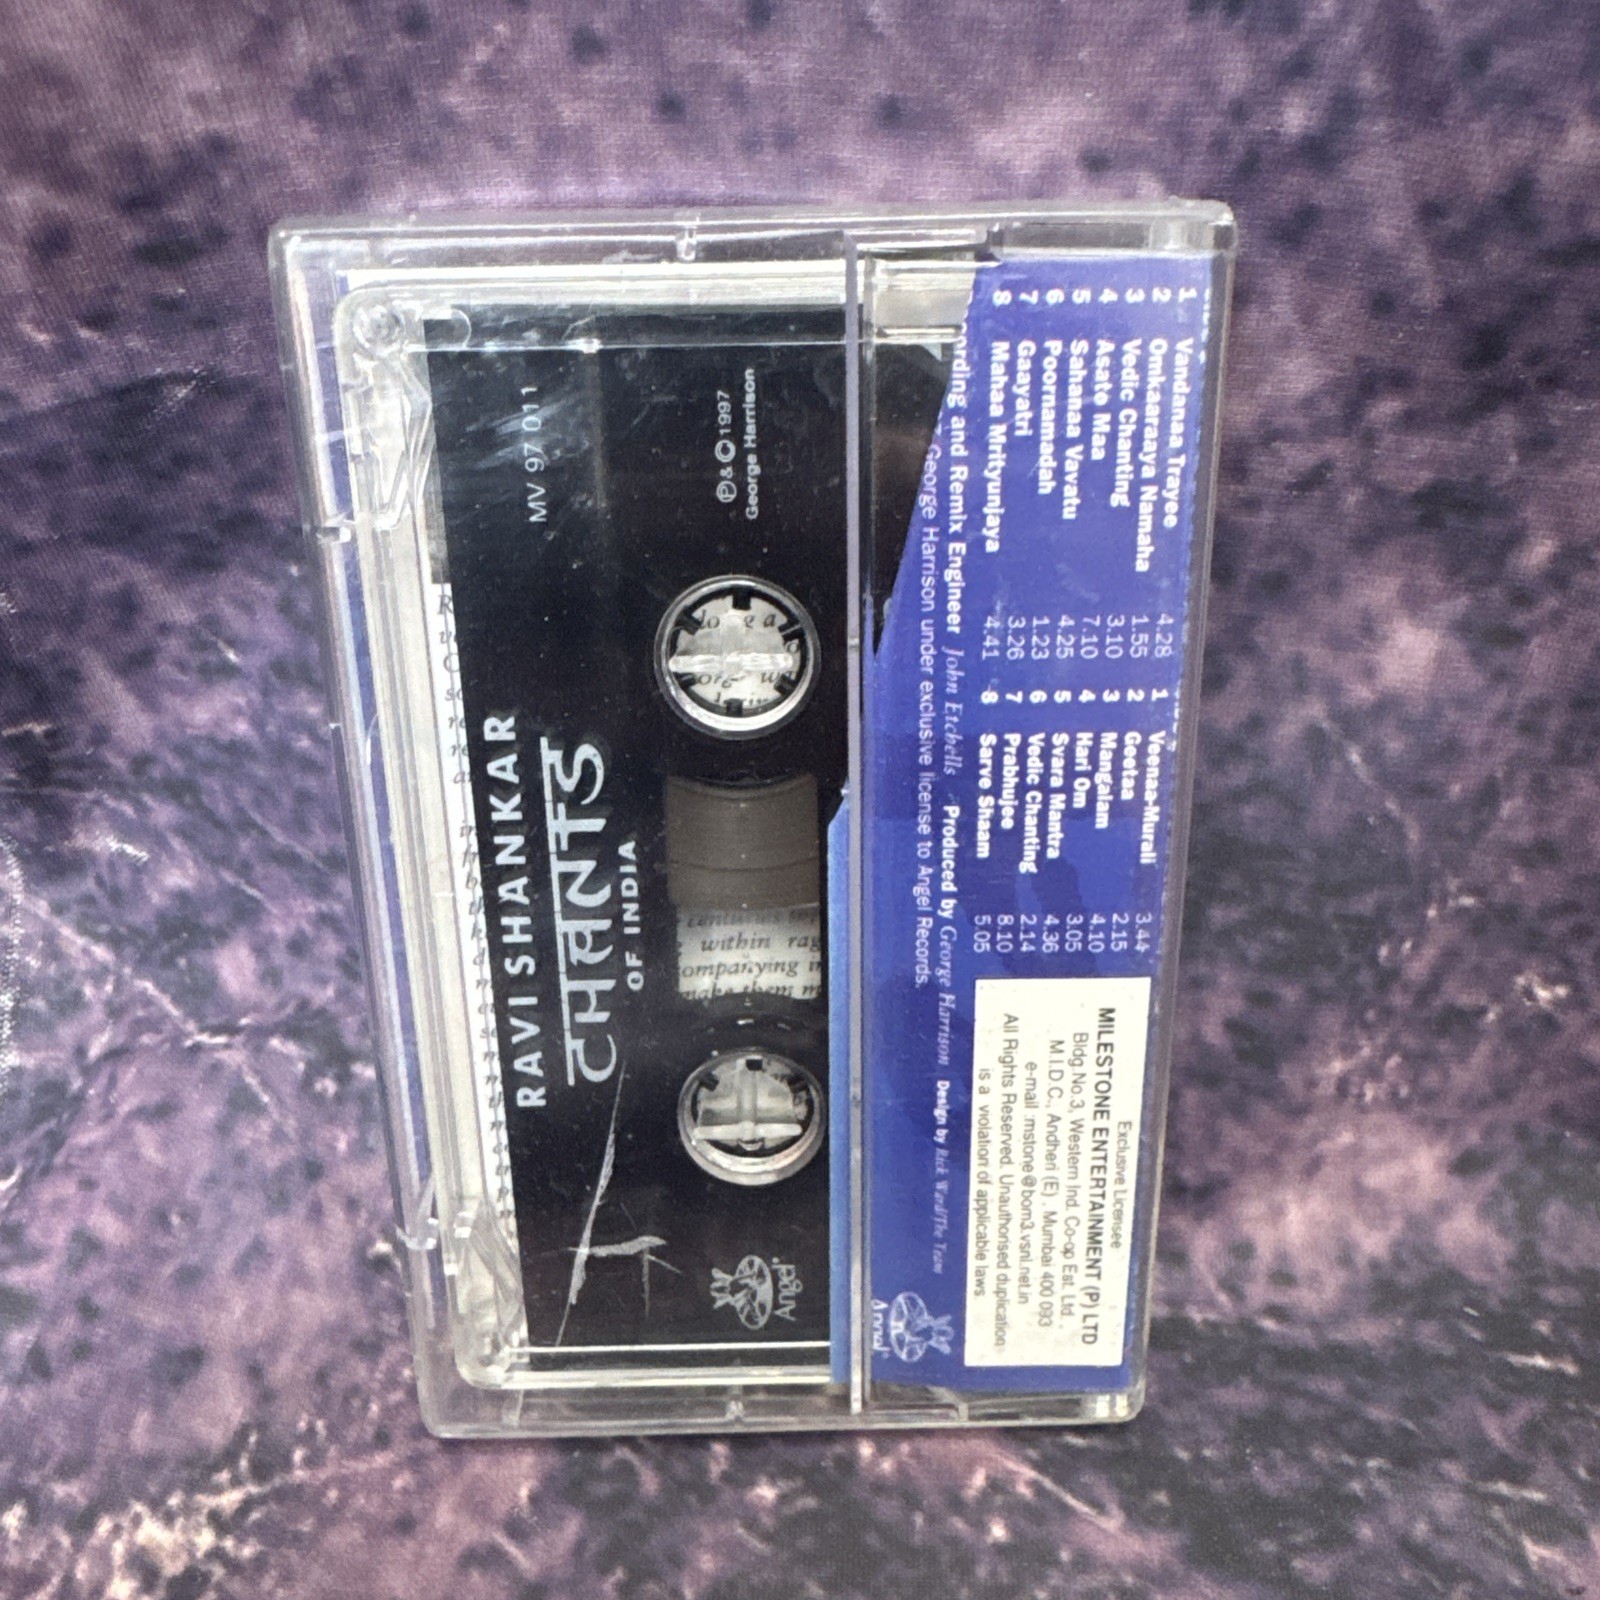 1 Vandanaa Trayee 4.28
2 Omkaaraaya Namaha 1.55
3 Vedic Chanting 3.10
4 Asato Maa 7.10
5 Sahanaa Vavatu 4.25
6 Poornamadah 1.23
7 Gaayatri 3.26
8 Mahaa Mrityunjaya 4.41
1 Veenaa-Murali 3.44
2 Geetaa 2.15
3 Mangalam 4.10
4 Hari Om 3.05
5 Svara Mantra 4.36
6 Vedic Chanting 2.14
7 Prabhujee 8.10
8 Sarve Shaam 5.05
and Remix Engineer John Etchells Produced by George Harrison Design by Rick Ward/The Team
George Harrison under exclusive license to Angel Records.
Angel
Exclusive Licensee
MILESTONE ENTERTAINMENT (P) LTD
Bldg.No.3, Western Ind. Co-op Est. Ltd.,
M.I.D.C., Andheri (E), Mumbai 400 093
e-mail :mstone@bom3.vsnl.net.in
All Rights Reserved. Unauthorised duplication
is a violation of applicable laws.
MV 97 011
℗ & © 1997
George Harrison
RAVI SHANKAR
CHANTS
OF INDIA
Angel
within
make them